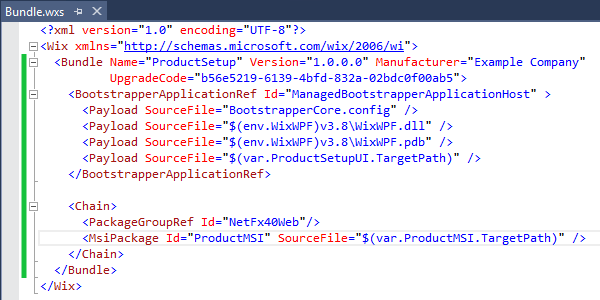 Bundle.wxs
<?xml version="1.0" encoding="UTF-8"?>
<Wix xmlns="http://schemas.microsoft.com/wix/2006/wi">
<Bundle Name="ProductSetup" Version="1.0.0.0" Manufacturer="Example Company"
UpgradeCode="b56e5219-6139-4bfd-832a-02bdc0f00ab5">
<BootstrapperApplicationRef Id="ManagedBootstrapperApplicationHost" >
<Payload SourceFile="BootstrapperCore.config" />
<Payload SourceFile="$(env.WixWPF)v3.8\WixWPF.dll" />
<Payload SourceFile="$(env.WixWPF)v3.8\WixWPF.pdb" />
<Payload SourceFile="$(var.ProductSetupUI.TargetPath)" />
</BootstrapperApplicationRef>
<Chain>
<PackageGroupRef Id="NetFx40Web"/>
<MsiPackage Id="ProductMSI" SourceFile="$(var.ProductMSI.TargetPath)" />
</Chain>
</Bundle>
</Wix>